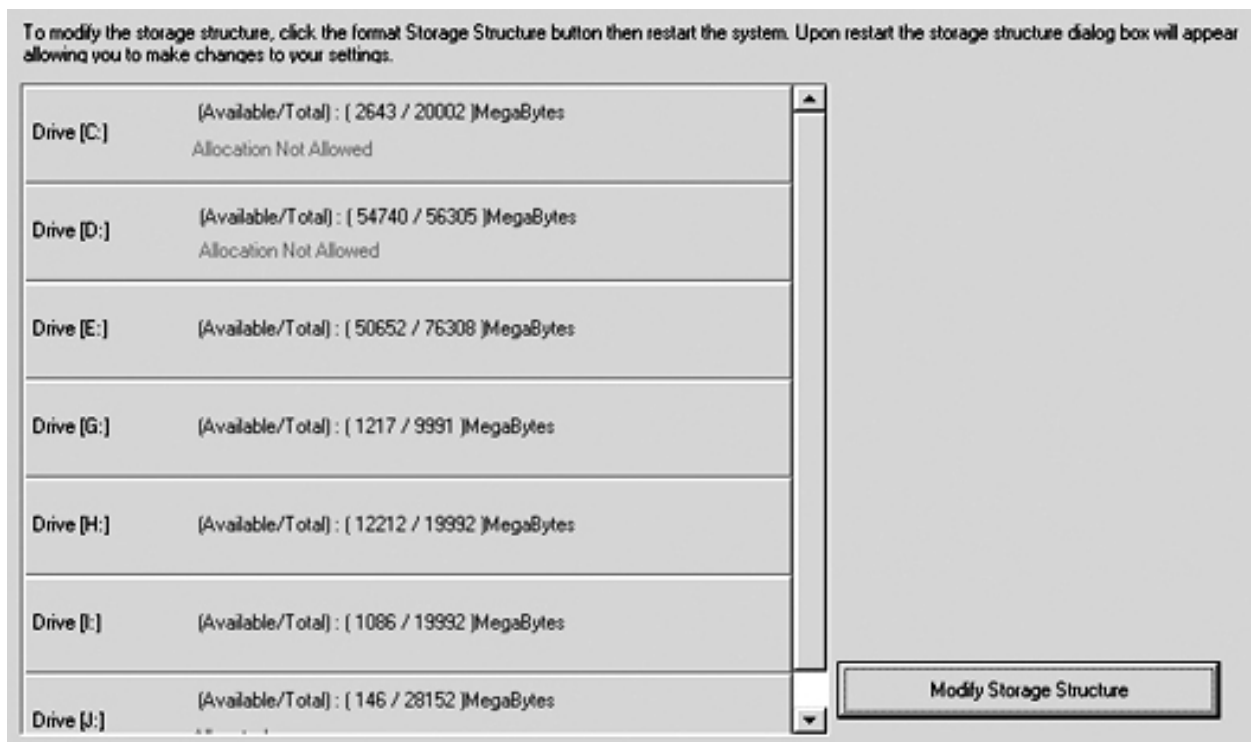 To modify the storage structure, click the format Storage Structure button then restart the system. Upon restart the storage structure dialog box will appear
allowing you to make changes to your settings.
Drive [C:]
(Available/Total) : ( 2643 / 20002 )MegaBytes
Allocation Not Allowed
Drive [D:]
(Available/Total) : ( 54740 / 56305 )MegaBytes
Allocation Not Allowed
Drive [E:]
(Available/Total) : ( 50652 / 76308 )MegaBytes
Drive [G:]
(Available/Total) : ( 1217 / 9991 )MegaBytes
Drive [H:]
(Available/Total) : ( 12212 / 19992 )MegaBytes
Drive [I:]
(Available/Total) : ( 1086 / 19992 )MegaBytes
Drive [J:]
(Available/Total) : ( 146 / 28152 )MegaBytes
Modify Storage Structure